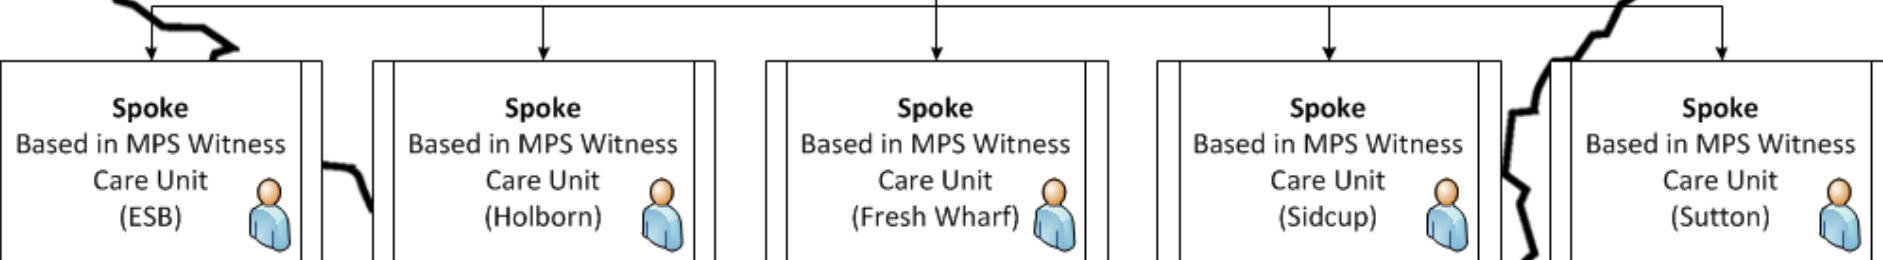 Spoke
Based in MPS Witness
Care Unit
(ESB)
Spoke
Based in MPS Witness
Care Unit
(Holborn)
Spoke
Based in MPS Witness
Care Unit
(Fresh Wharf)
Spoke
Based in MPS Witness
Care Unit
(Sidcup)
Spoke
Based in MPS Witness
Care Unit
(Sutton)